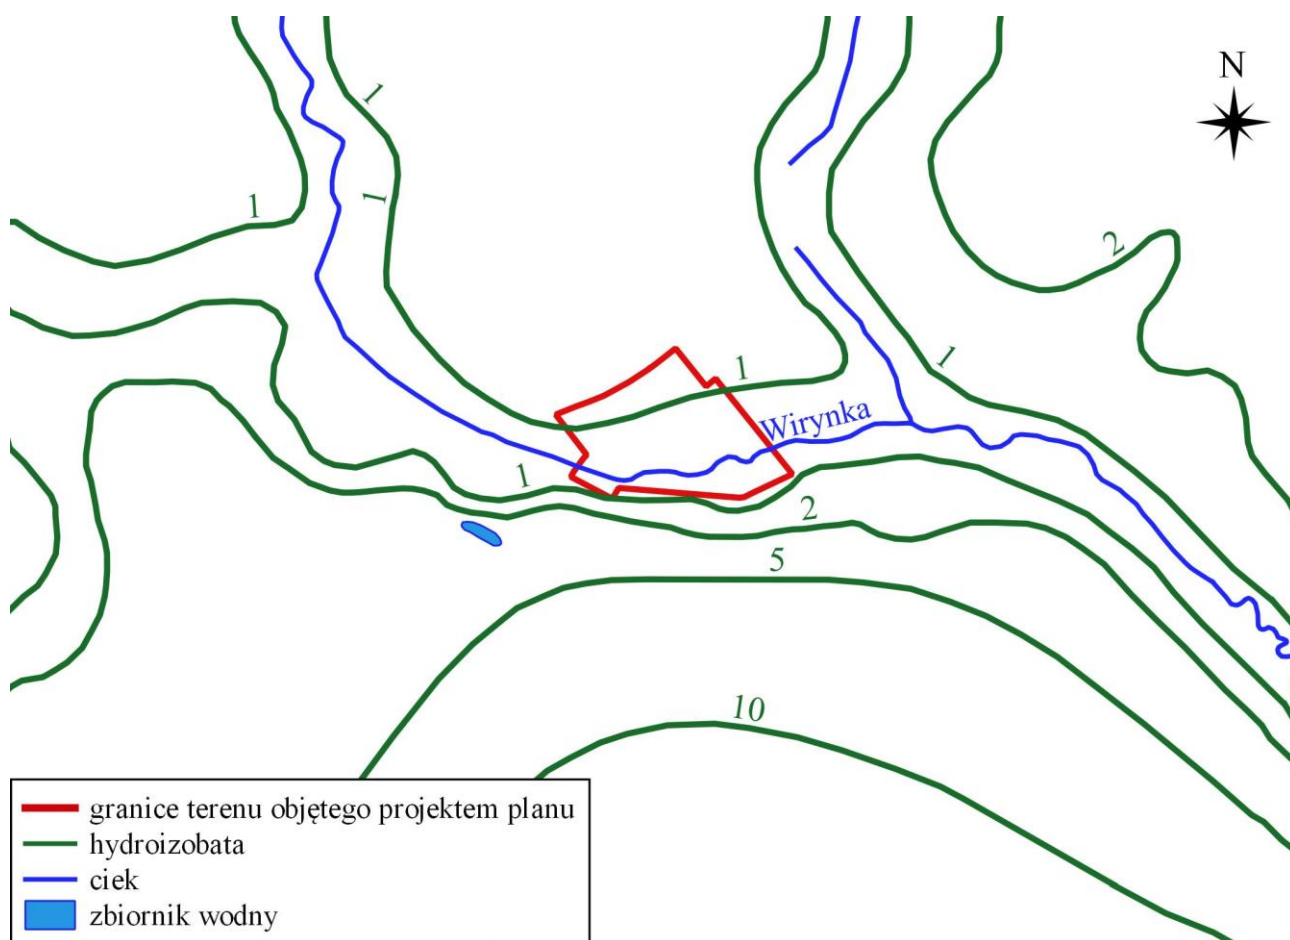 N
1
1
1
2
1
1
Wirynka
1
2
5
10
granice terenu objętego projektem planu
hydroizobata
ciek
zbiornik wodny